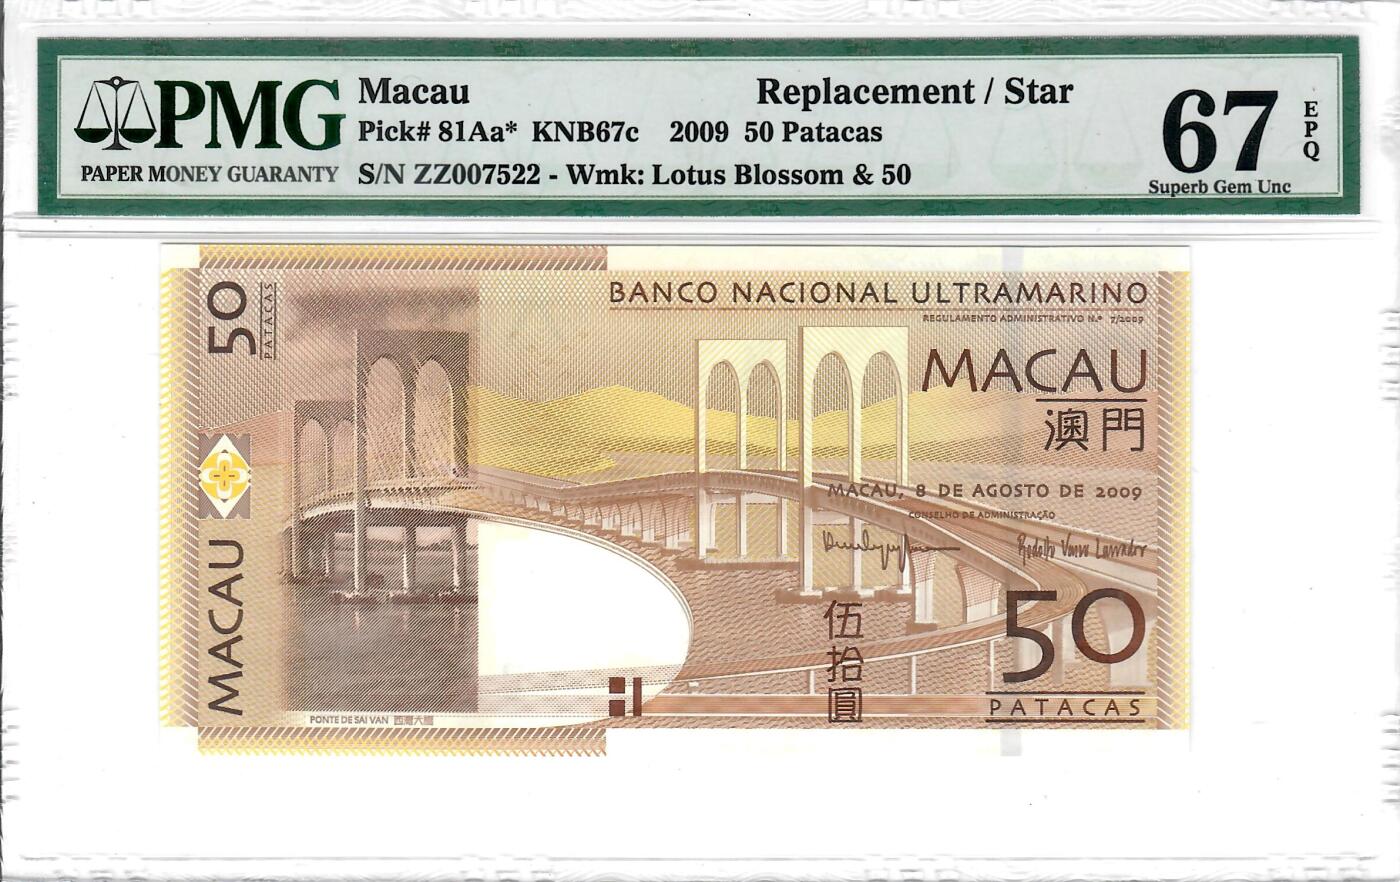 PMG
PAPER MONEY GUARANTY
Macau Replacement / Star
Pick# 81Aa* KNB67c 2009 50 Patacas
S/N ZZ007522 - Wmk: Lotus Blossom & 50
67
EPQ
Superb Gem Unc
50
PATACAS
MACAU
BANCO NACIONAL ULTRAMARINO
REGULAMENTO ADMINISTRATIVO N.º 7/2009
MACAU
澳門
MACAU, 8 DE AGOSTO DE 2009
CONSELHO DE ADMINISTRAÇÃO
伍拾圓
50
PATACAS
PONTE DE SAI VAN 西灣大橋